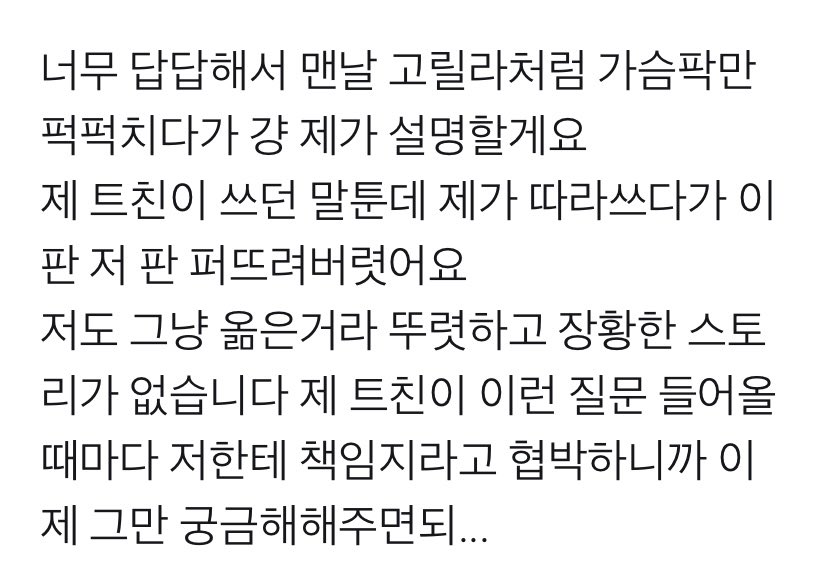 너무 답답해서 맨날 고릴라처럼 가슴팍만
퍽퍽치다가 걍 제가 설명할게요
제 트친이 쓰던 말툰데 제가 따라쓰다가 이
판 저 판 퍼뜨려버렷어요
저도 그냥 옮은거라 뚜렷하고 장황한 스토
리가 없습니다 제 트친이 이런 질문 들어올
때마다 저한테 책임지라고 협박하니까 이
제 그만 궁금해해주면되...